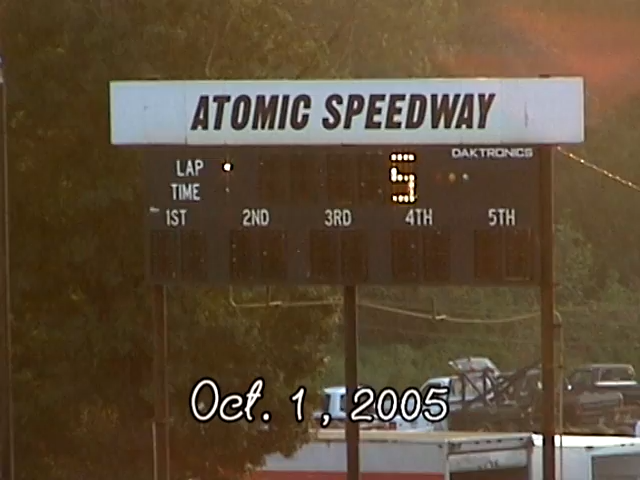 ATOMIC SPEEDWAY
DAKTRONICS
LAP 5
TIME
1ST 2ND 3RD 4TH 5TH
Oct. 1, 2005